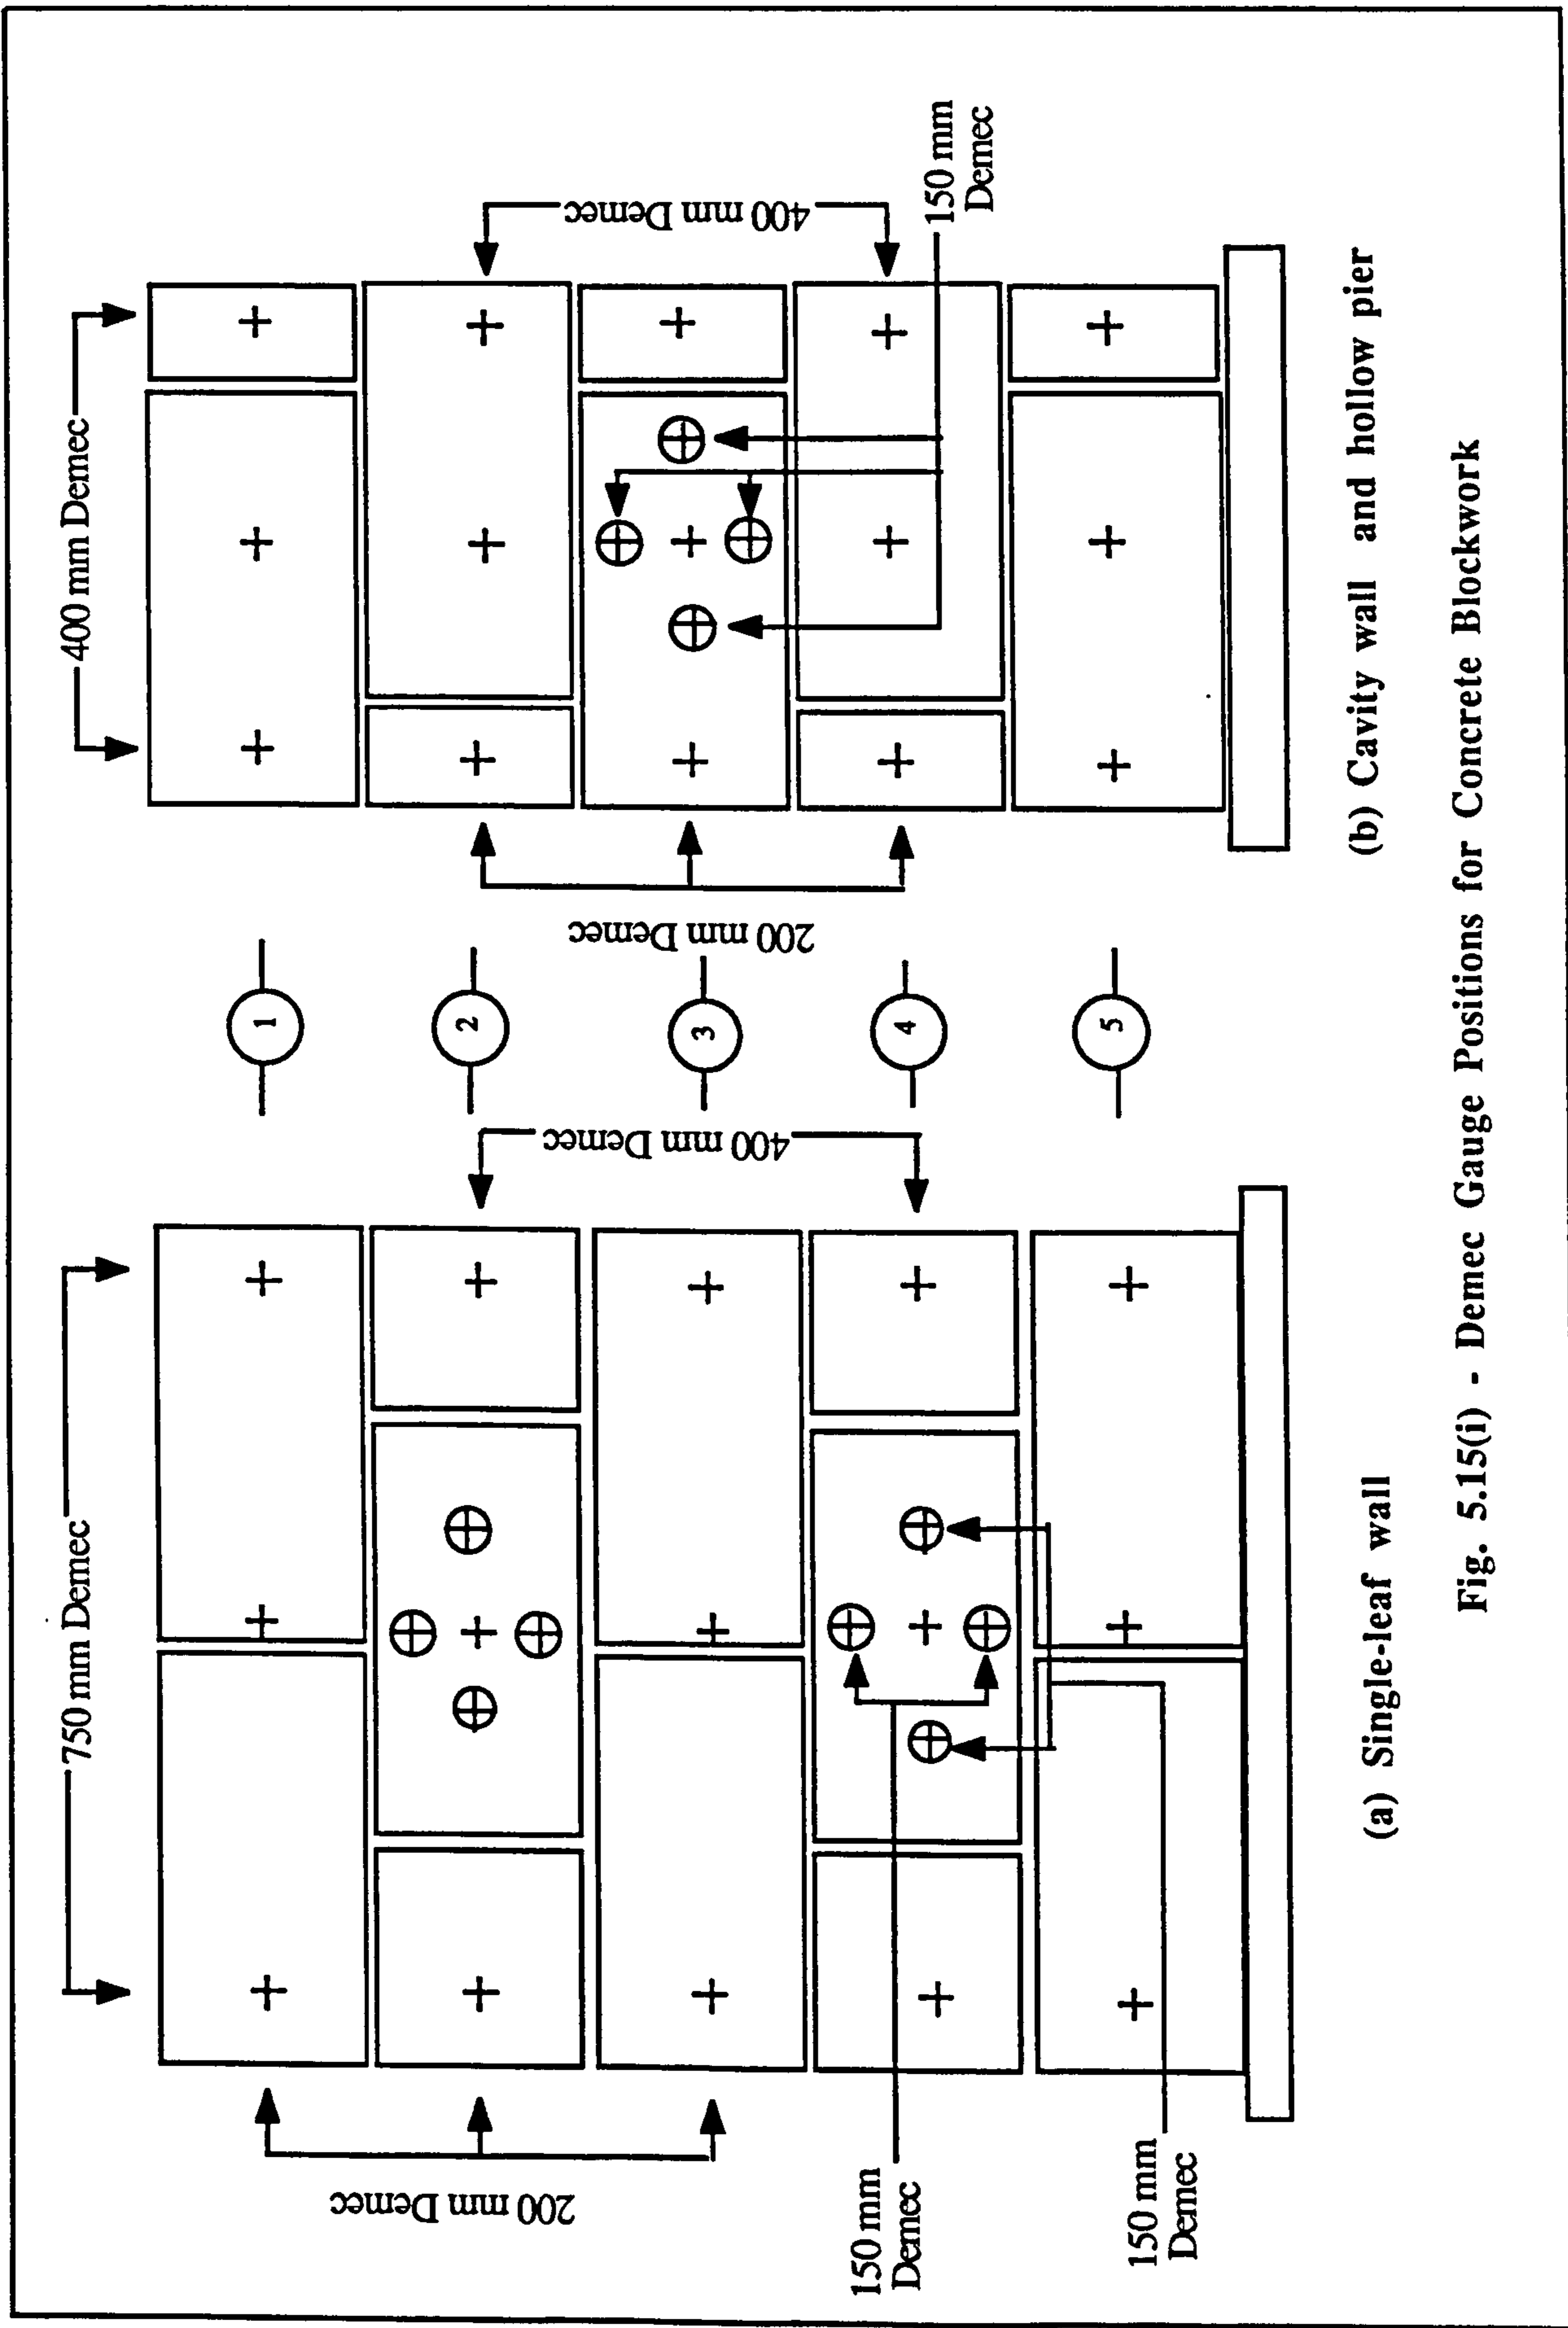 750 mm Demec
400 mm Demec
200 mm Demec
400 mm Demec
150 mm
Demec
150 mm
Demec
1
2
3
4
5
200 mm Demec
400 mm Demec
150 mm
Demec
(a) Single-leaf wall
(b) Cavity wall and hollow pier
Fig. 5.15(i) - Demec Gauge Positions for Concrete Blockwork